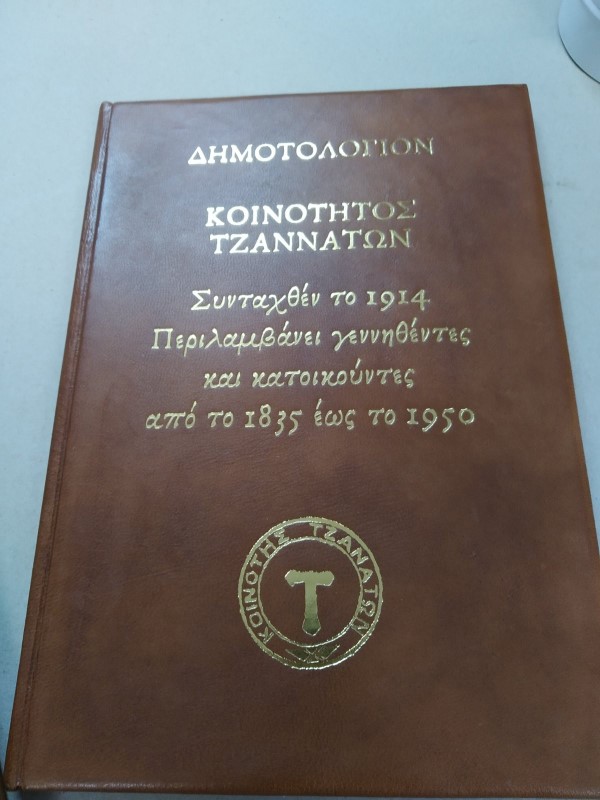 ΔΗΜΟΤΟΛΟΓΙΟΝ
ΚΟΙΝΟΤΗΤΟΣ
ΤΖΑΝΝΑΤΩΝ
Συνταχθέν το 1914
Περιλαμβάνει γεννηθέντες
και κατοικούντες
από το 1835 έως το 1950
ΚΟΙΝΟΤΗΣ ΤΖΑΝΑΤΩΝ
Τ